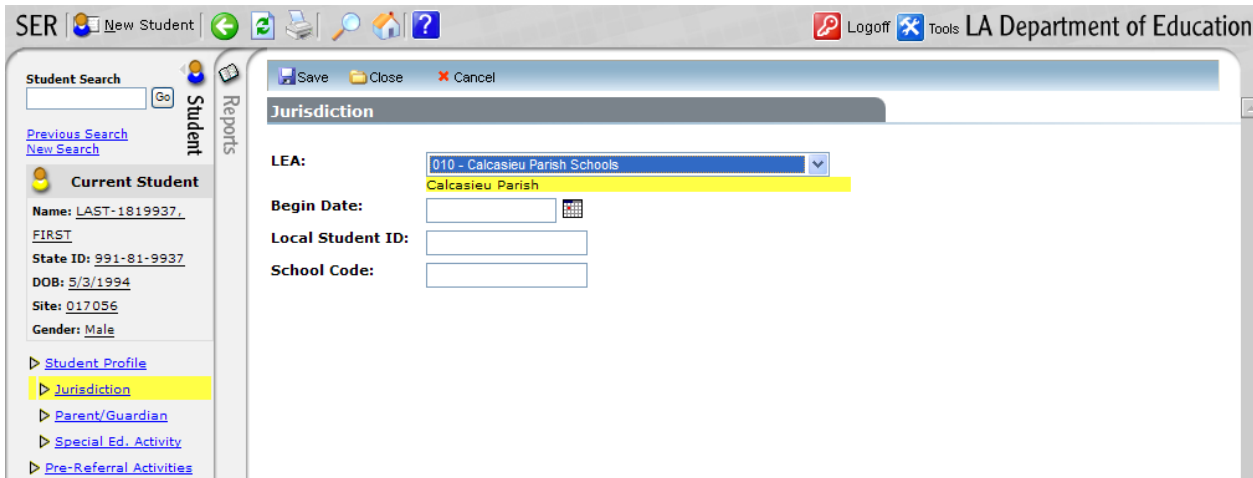 SER New Student ? Logoff Tools LA Department of Education
Student Search
Go
Previous Search
New Search
Student
Reports
Current Student
Name: LAST-1819937,
FIRST
State ID: 991-81-9937
DOB: 5/3/1994
Site: 017056
Gender: Male
Student Profile
Jurisdiction
Parent/Guardian
Special Ed. Activity
Pre-Referral Activities
Save Close Cancel
Jurisdiction
LEA: 010 - Calcasieu Parish Schools
Calcasieu Parish
Begin Date:
Local Student ID:
School Code: